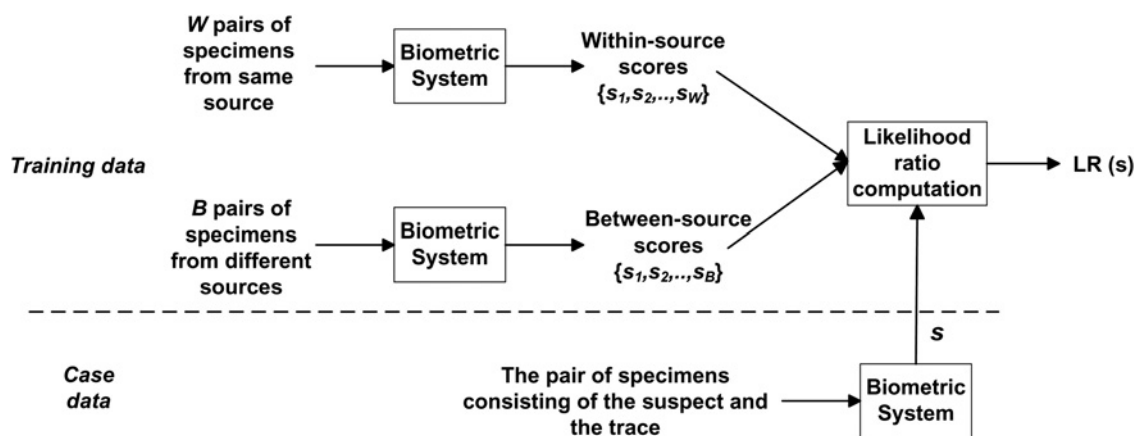 W pairs of
specimens
from same
source
Biometric
System
Within-source
scores
{s1,s2,..,sW}
Training data
Likelihood
ratio
computation
LR (s)
B pairs of
specimens
from different
sources
Biometric
System
Between-source
scores
{s1,s2,..,sB}
s
Case
data
The pair of specimens
consisting of the suspect and
the trace
Biometric
System